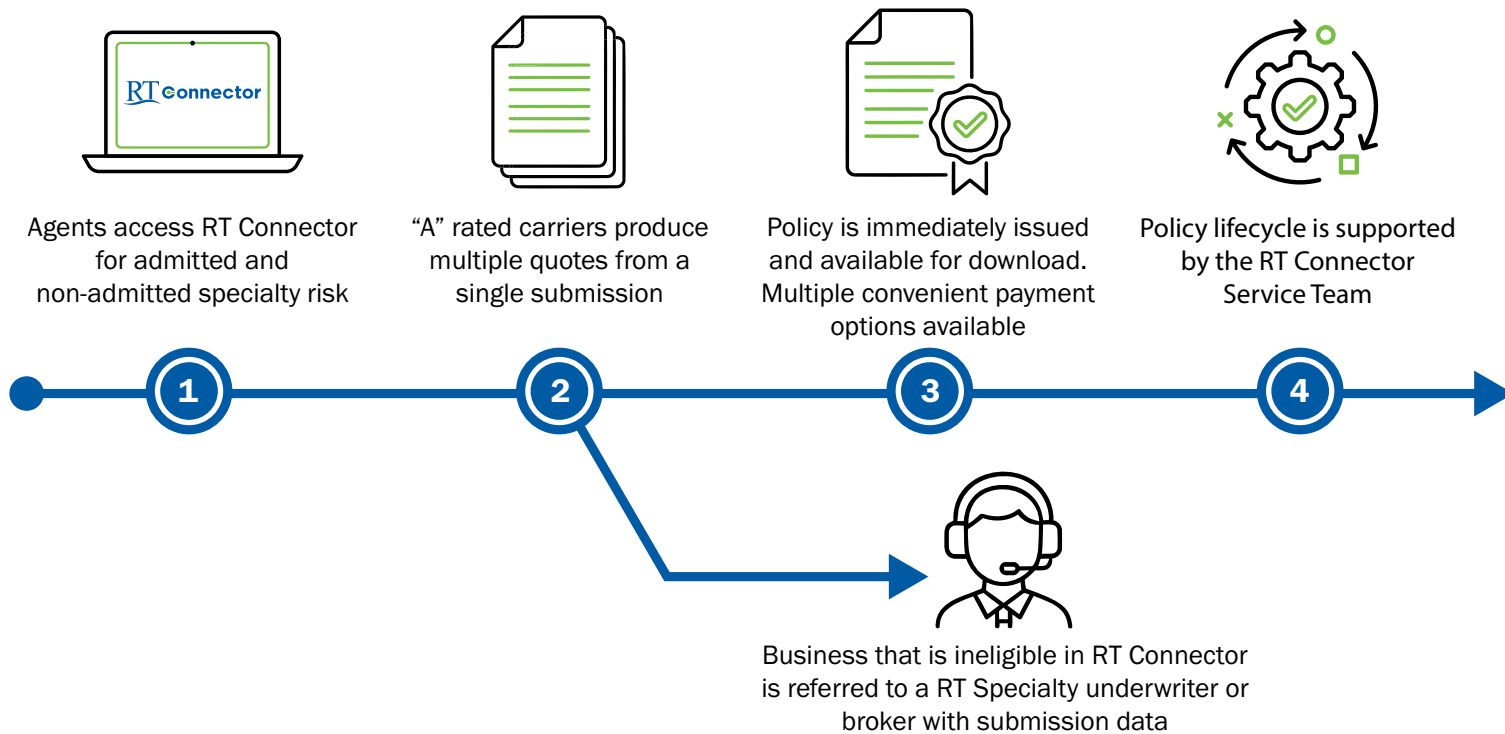 RT Connector
Agents access RT Connector
for admitted and
non-admitted specialty risk
“A” rated carriers produce
multiple quotes from a
single submission
Policy is immediately issued
and available for download.
Multiple convenient payment
options available
Policy lifecycle is supported
by the RT Connector
Service Team
1
2
3
4
Business that is ineligible in RT Connector
is referred to a RT Specialty underwriter or
broker with submission data